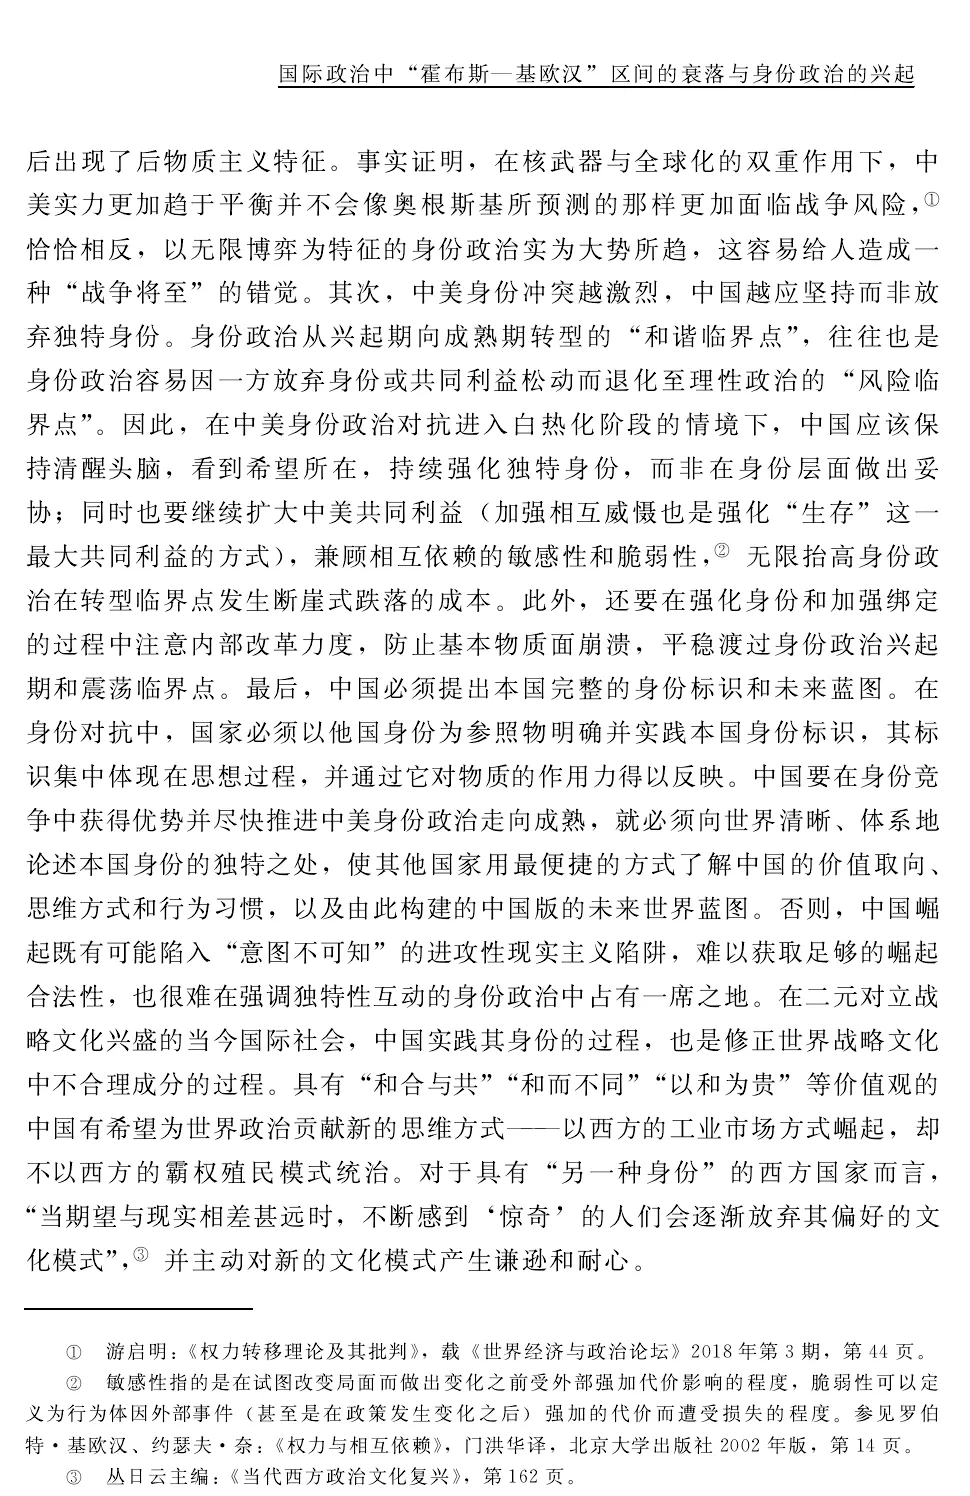 国际政治中“霍布斯—基欧汉”区间的衰落与身份政治的兴起
后出现了后物质主义特征。事实证明，在核武器与全球化的双重作用下，中
美实力更加趋于平衡并不会像奥根斯基所预测的那样更加面临战争风险，①
恰恰相反，以无限博弈为特征的身份政治实为大势所趋，这容易给人造成一
种“战争将至”的错觉。其次，中美身份冲突越激烈，中国越应坚持而非放
弃独特身份。身份政治从兴起期向成熟期转型的“和谐临界点”，往往也是
身份政治容易因一方放弃身份或共同利益松动而退化至理性政治的“风险临
界点”。因此，在中美身份政治对抗进入白热化阶段的情境下，中国应该保
持清醒头脑，看到希望所在，持续强化独特身份，而非在身份层面做出妥
协；同时也要继续扩大中美共同利益（加强相互威慑也是强化“生存”这一
最大共同利益的方式），兼顾相互依赖的敏感性和脆弱性，② 无限抬高身份政
治在转型临界点发生断崖式跌落的成本。此外，还要在强化身份和加强绑定
的过程中注意内部改革力度，防止基本物质面崩溃，平稳渡过身份政治兴起
期和震荡临界点。最后，中国必须提出本国完整的身份标识和未来蓝图。在
身份对抗中，国家必须以他国身份为参照物明确并实践本国身份标识，其标
识集中体现在思想过程，并通过它对物质的作用力得以反映。中国要在身份竞
争中获得优势并尽快推进中美身份政治走向成熟，就必须向世界清晰、体系地
论述本国身份的独特之处，使其他国家用最便捷的方式了解中国的价值取向、
思维方式和行为习惯，以及由此构建的中国版的未来世界蓝图。否则，中国崛
起既有可能陷入“意图不可知”的进攻性现实主义陷阱，难以获取足够的崛起
合法性，也很难在强调独特性互动的身份政治中占有一席之地。在二元对立战
略文化兴盛的当今国际社会，中国实践其身份的过程，也是修正世界战略文化
中不合理成分的过程。具有“和合与共”“和而不同”“以和为贵”等价值观的
中国有希望为世界政治贡献新的思维方式——以西方的工业市场方式崛起，却
不以西方的霸权殖民模式统治。对于具有“另一种身份”的西方国家而言，
“当期望与现实相差甚远时，不断感到‘惊奇’的人们会逐渐放弃其偏好的文
化模式”，③ 并主动对新的文化模式产生谦逊和耐心。
① 游启明：《权力转移理论及其批判》，载《世界经济与政治论坛》2018年第3期，第44页。
② 敏感性指的是在试图改变局面而做出变化之前受外部强加代价影响的程度，脆弱性可以定
义为行为体因外部事件（甚至是在政策发生变化之后）强加的代价而遭受损失的程度。参见罗伯
特·基欧汉、约瑟夫·奈：《权力与相互依赖》，门洪华译，北京大学出版社2002年版，第14页。
③ 丛日云主编：《当代西方政治文化复兴》，第162页。